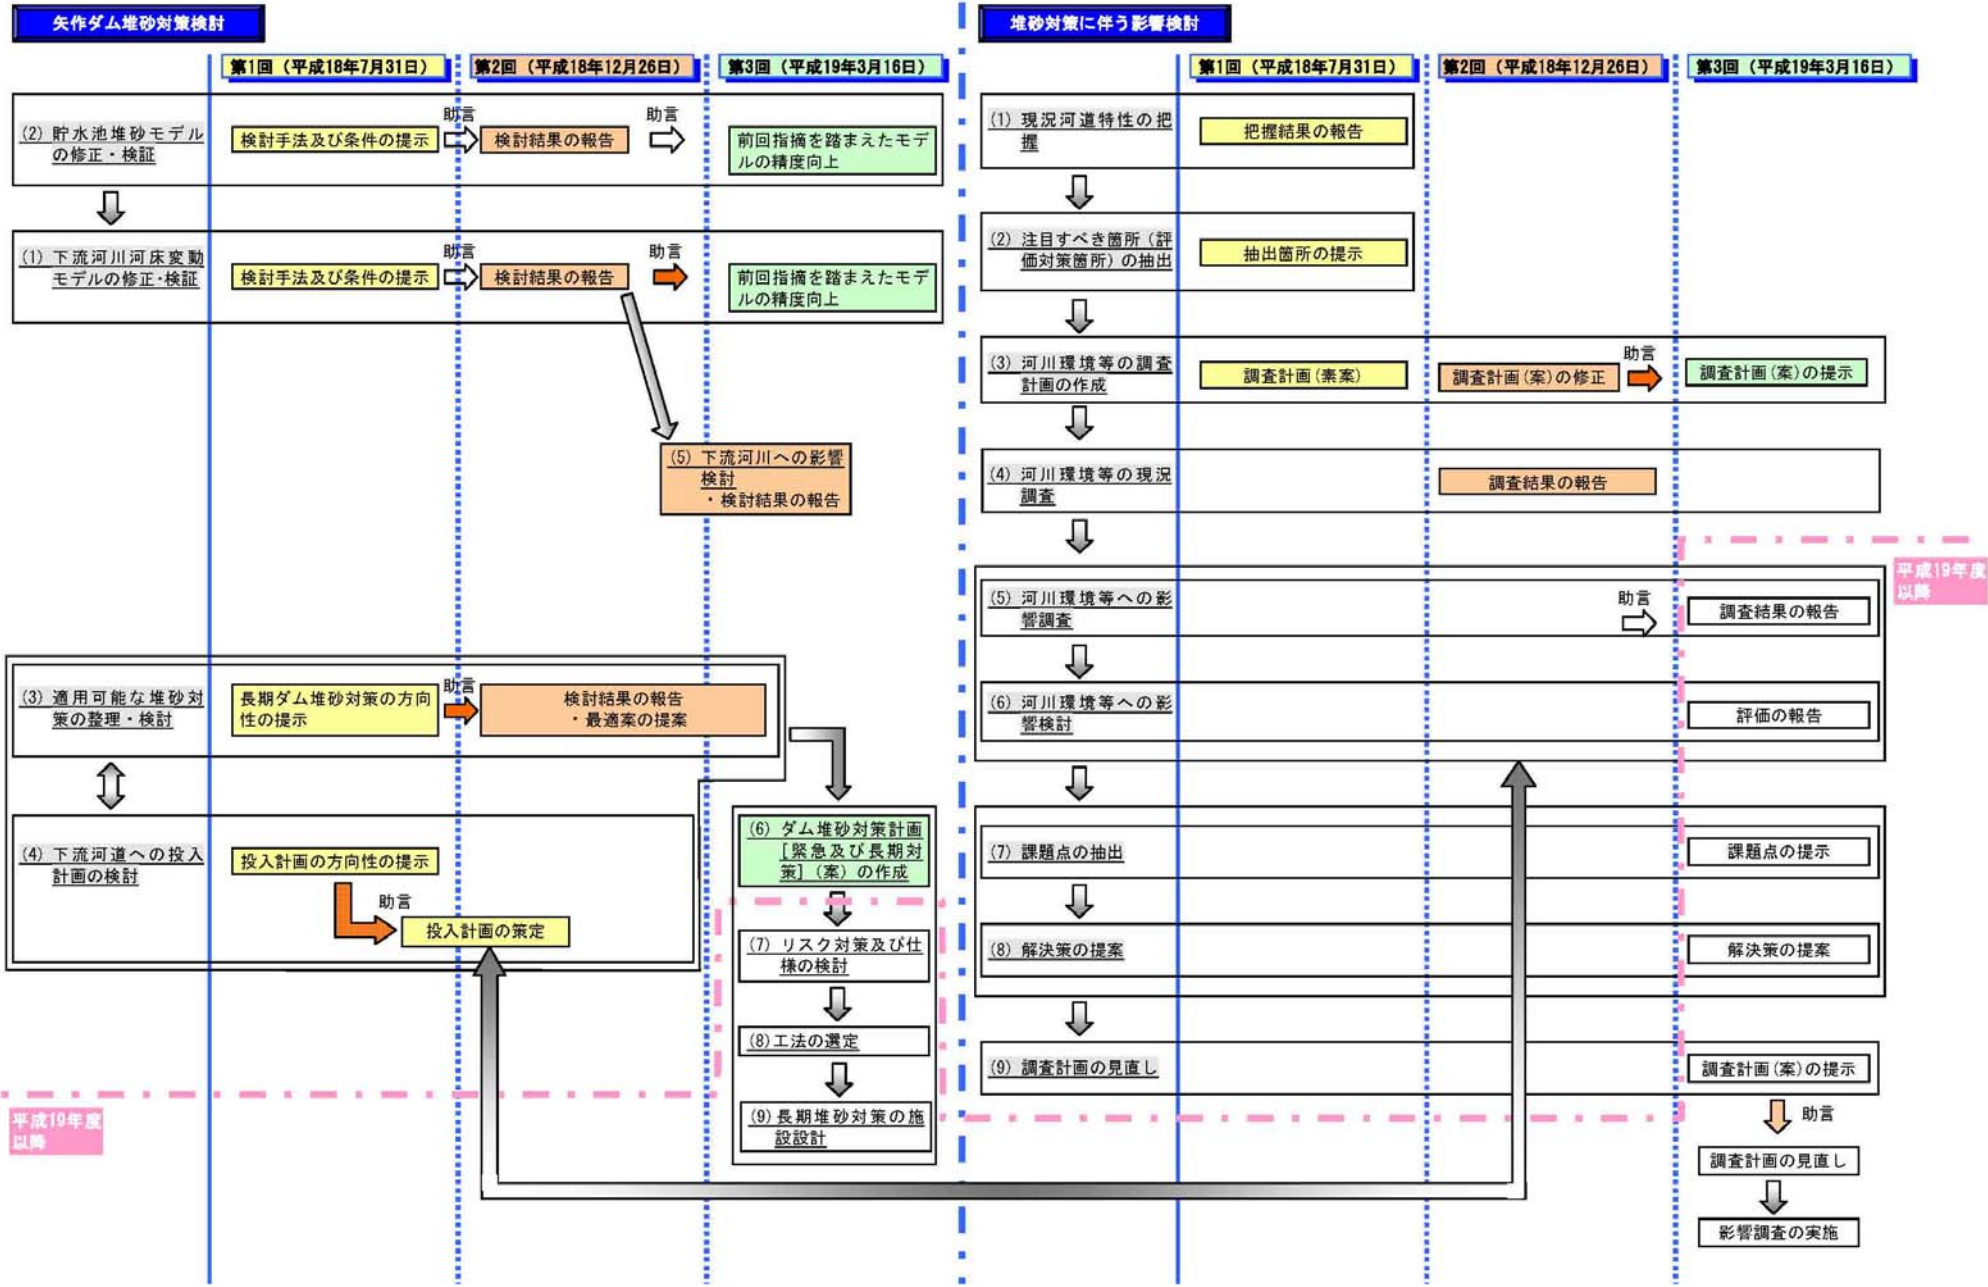 矢作ダム堆砂対策検討
第1回（平成18年7月31日）
第2回（平成18年12月26日）
第3回（平成19年3月16日）
(2) 貯水池堆砂モデル
の修正・検証
検討手法及び条件の提示
助言
検討結果の報告
助言
前回指摘を踏まえたモデ
ルの精度向上
(1) 下流河川河床変動
モデルの修正・検証
検討手法及び条件の提示
助言
検討結果の報告
助言
前回指摘を踏まえたモデ
ルの精度向上
(5) 下流河川への影響
検討
・検討結果の報告
(3) 適用可能な堆砂対
策の整理・検討
長期ダム堆砂対策の方向
性の提示
助言
検討結果の報告
・最適案の提案
(4) 下流河道への投入
計画の検討
投入計画の方向性の提示
助言
投入計画の策定
(6) ダム堆砂対策計画
[緊急及び長期対
策]（案）の作成
(7) リスク対策及び仕
様の検討
(8)工法の選定
(9)長期堆砂対策の施
設設計
平成19年度
以降
堆砂対策に伴う影響検討
第1回（平成18年7月31日）
第2回（平成18年12月26日）
第3回（平成19年3月16日）
(1) 現況河道特性の把
握
把握結果の報告
(2) 注目すべき箇所（評
価対策箇所）の抽出
抽出箇所の提示
(3) 河川環境等の調査
計画の作成
調査計画(素案)
調査計画(案)の修正
助言
調査計画(案)の提示
(4) 河川環境等の現況
調査
調査結果の報告
平成19年度
以降
(5) 河川環境等への影
響調査
助言
調査結果の報告
(6) 河川環境等への影
響検討
評価の報告
(7) 課題点の抽出
課題点の提示
(8) 解決策の提案
解決策の提案
(9) 調査計画の見直し
調査計画(案)の提示
助言
調査計画の見直し
影響調査の実施